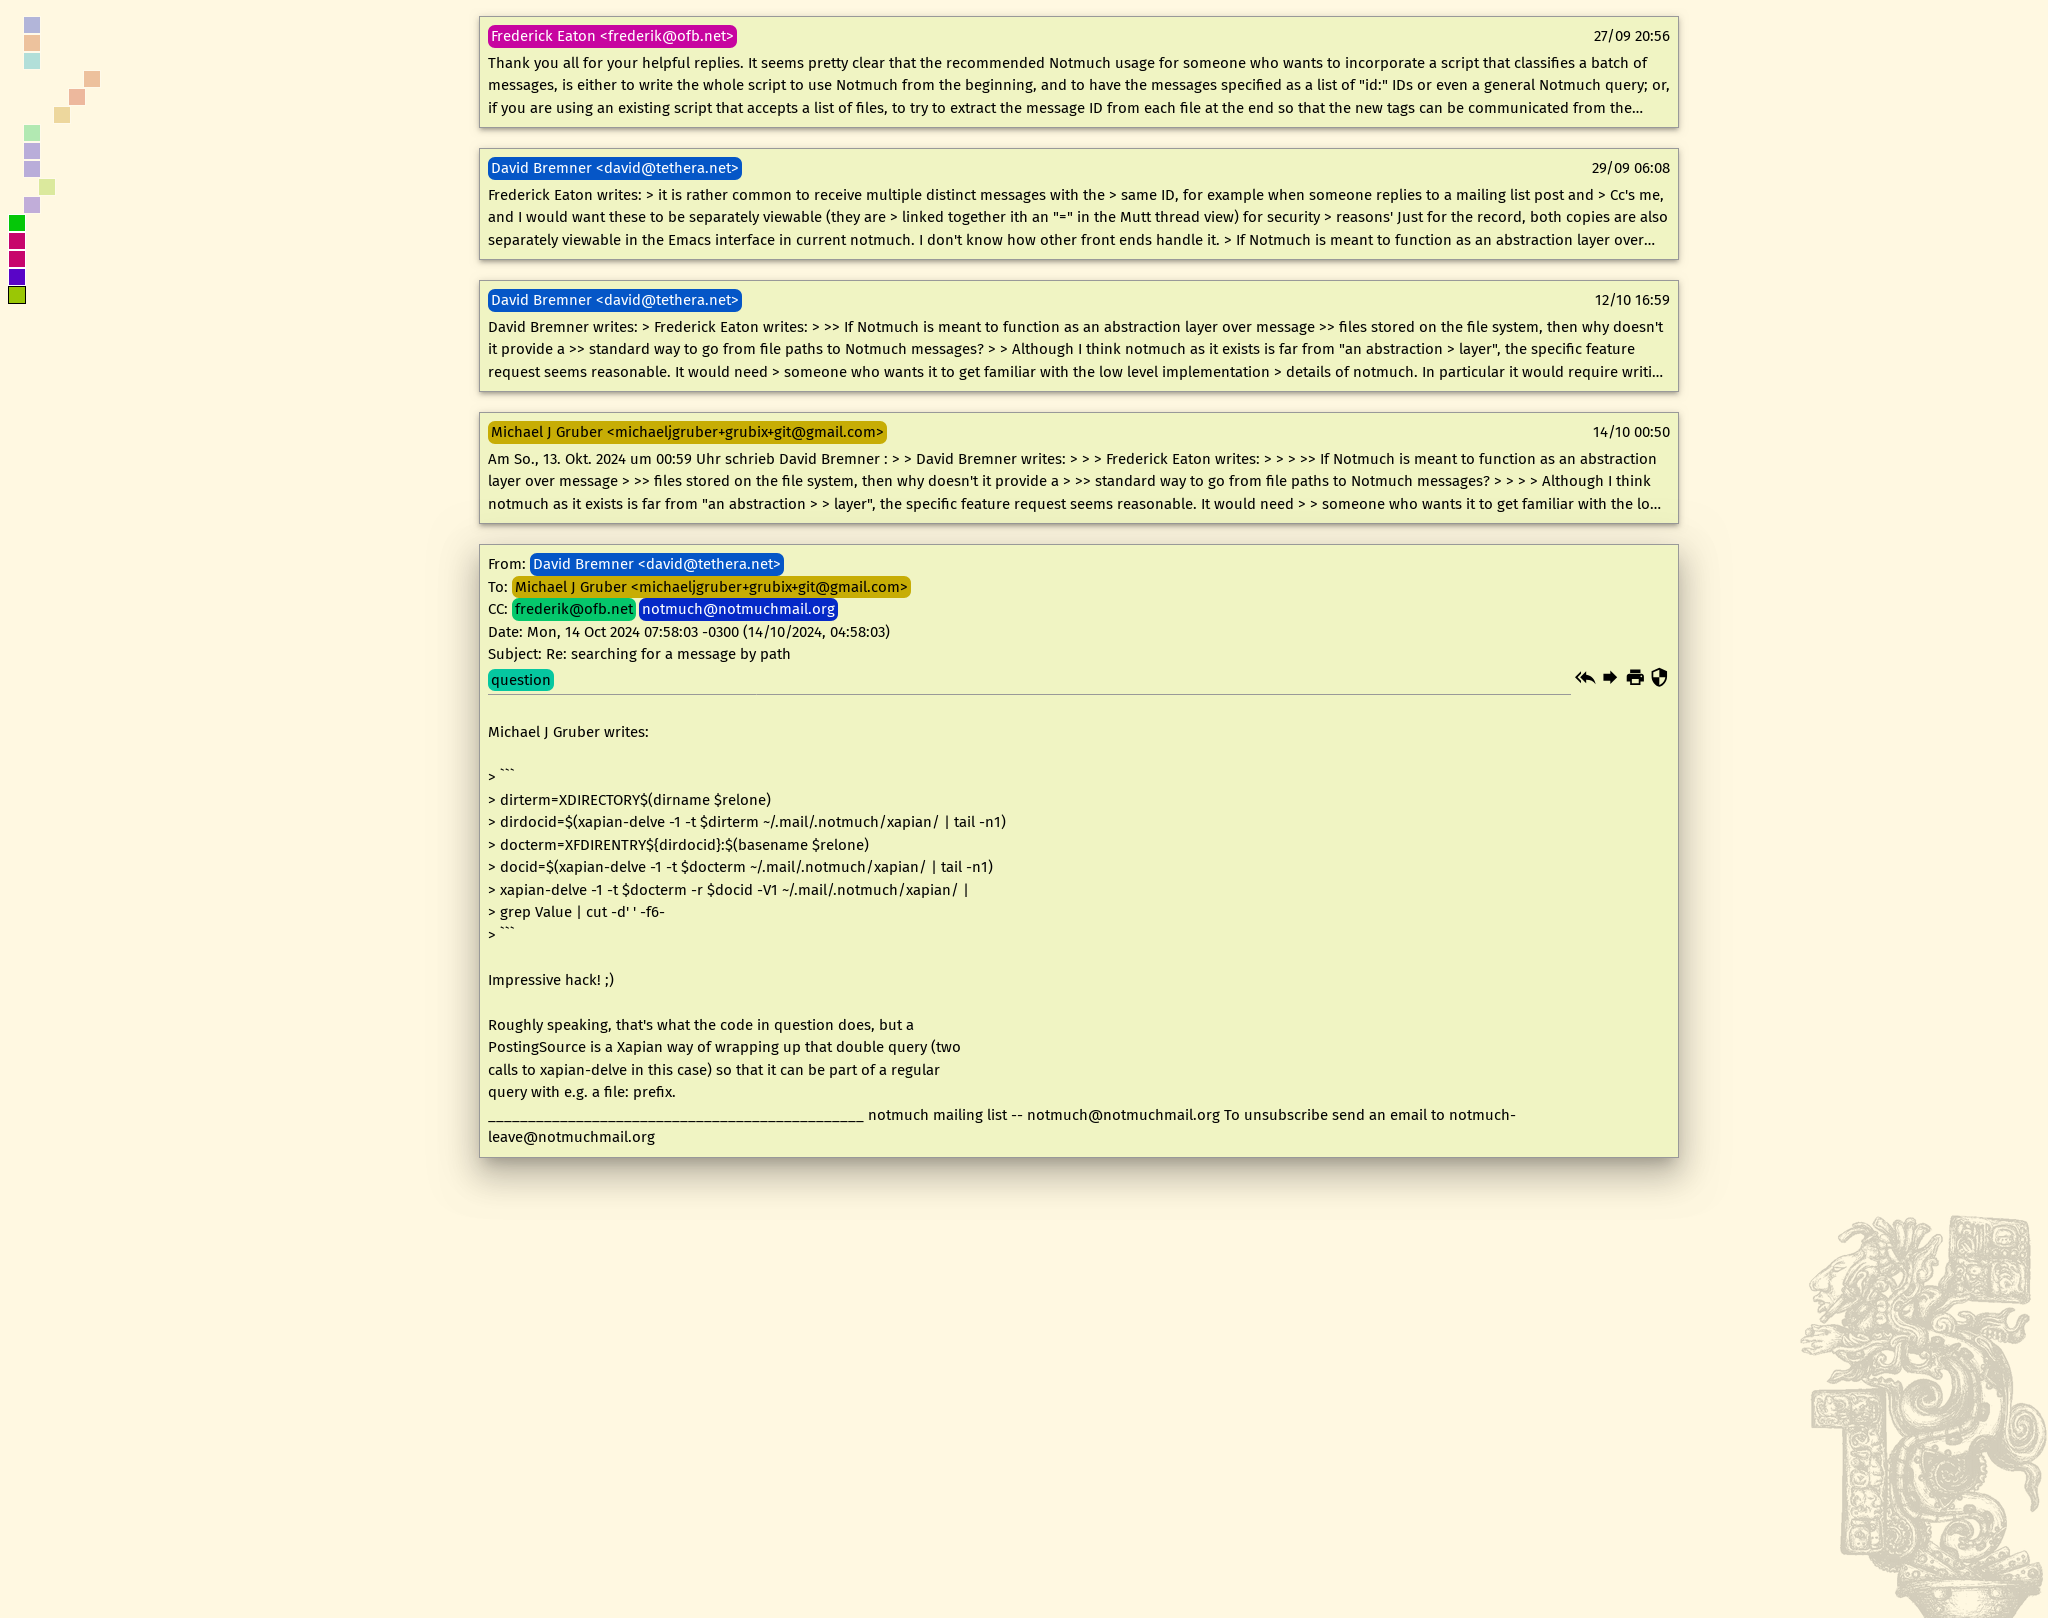 Frederick Eaton <frederik@ofb.net> 27/09 20:56
Thank you all for your helpful replies. It seems pretty clear that the recommended Notmuch usage for someone who wants to incorporate a script that classifies a batch of
messages, is either to write the whole script to use Notmuch from the beginning, and to have the messages specified as a list of "id:" IDs or even a general Notmuch query; or,
if you are using an existing script that accepts a list of files, to try to extract the message ID from each file at the end so that the new tags can be communicated from the...
David Bremner <david@tethera.net> 29/09 06:08
Frederick Eaton writes: > it is rather common to receive multiple distinct messages with the > same ID, for example when someone replies to a mailing list post and > Cc's me,
and I would want these to be separately viewable (they are > linked together ith an "=" in the Mutt thread view) for security > reasons' Just for the record, both copies are also
separately viewable in the Emacs interface in current notmuch. I don't know how other front ends handle it. > If Notmuch is meant to function as an abstraction layer over...
David Bremner <david@tethera.net> 12/10 16:59
David Bremner writes: > Frederick Eaton writes: > >> If Notmuch is meant to function as an abstraction layer over message >> files stored on the file system, then why doesn't
it provide a >> standard way to go from file paths to Notmuch messages? > > Although I think notmuch as it exists is far from "an abstraction > layer", the specific feature
request seems reasonable. It would need > someone who wants it to get familiar with the low level implementation > details of notmuch. In particular it would require writi...
Michael J Gruber <michaeljgruber+grubix+git@gmail.com> 14/10 00:50
Am So., 13. Okt. 2024 um 00:59 Uhr schrieb David Bremner : > > David Bremner writes: > > > Frederick Eaton writes: > > > >> If Notmuch is meant to function as an abstraction
layer over message > >> files stored on the file system, then why doesn't it provide a > >> standard way to go from file paths to Notmuch messages? > > > > Although I think
notmuch as it exists is far from "an abstraction > > layer", the specific feature request seems reasonable. It would need > > someone who wants it to get familiar with the lo...
From: David Bremner <david@tethera.net>
To: Michael J Gruber <michaeljgruber+grubix+git@gmail.com>
CC: frederik@ofb.net notmuch@notmuchmail.org
Date: Mon, 14 Oct 2024 07:58:03 -0300 (14/10/2024, 04:58:03)
Subject: Re: searching for a message by path
question
Michael J Gruber writes:
> ```
> dirterm=XDIRECTORY$(dirname $relone)
> dirdocid=$(xapian-delve -1 -t $dirterm ~/.mail/.notmuch/xapian/ | tail -n1)
> docterm=XFDIRENTRY${dirdocid}:$(basename $relone)
> docid=$(xapian-delve -1 -t $docterm ~/.mail/.notmuch/xapian/ | tail -n1)
> xapian-delve -1 -t $docterm -r $docid -V1 ~/.mail/.notmuch/xapian/ |
> grep Value | cut -d' ' -f6-
> ```
Impressive hack! ;)
Roughly speaking, that's what the code in question does, but a
PostingSource is a Xapian way of wrapping up that double query (two
calls to xapian-delve in this case) so that it can be part of a regular
query with e.g. a file: prefix.
_______________________________________________ notmuch mailing list -- notmuch@notmuchmail.org To unsubscribe send an email to notmuch-
leave@notmuchmail.org